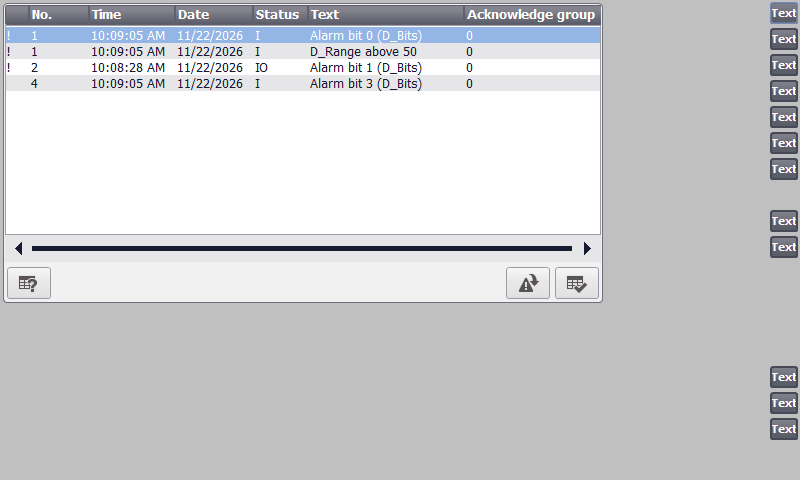 No. Time Date Status Text Acknowledge group
! 1 10:09:05 AM 11/22/2026 I Alarm bit 0 (D_Bits) 0
! 1 10:09:05 AM 11/22/2026 I D_Range above 50 0
! 2 10:08:28 AM 11/22/2026 IO Alarm bit 1 (D_Bits) 0
4 10:09:05 AM 11/22/2026 I Alarm bit 3 (D_Bits) 0
?
Text
Text
Text
Text
Text
Text
Text
Text
Text
Text
Text
Text